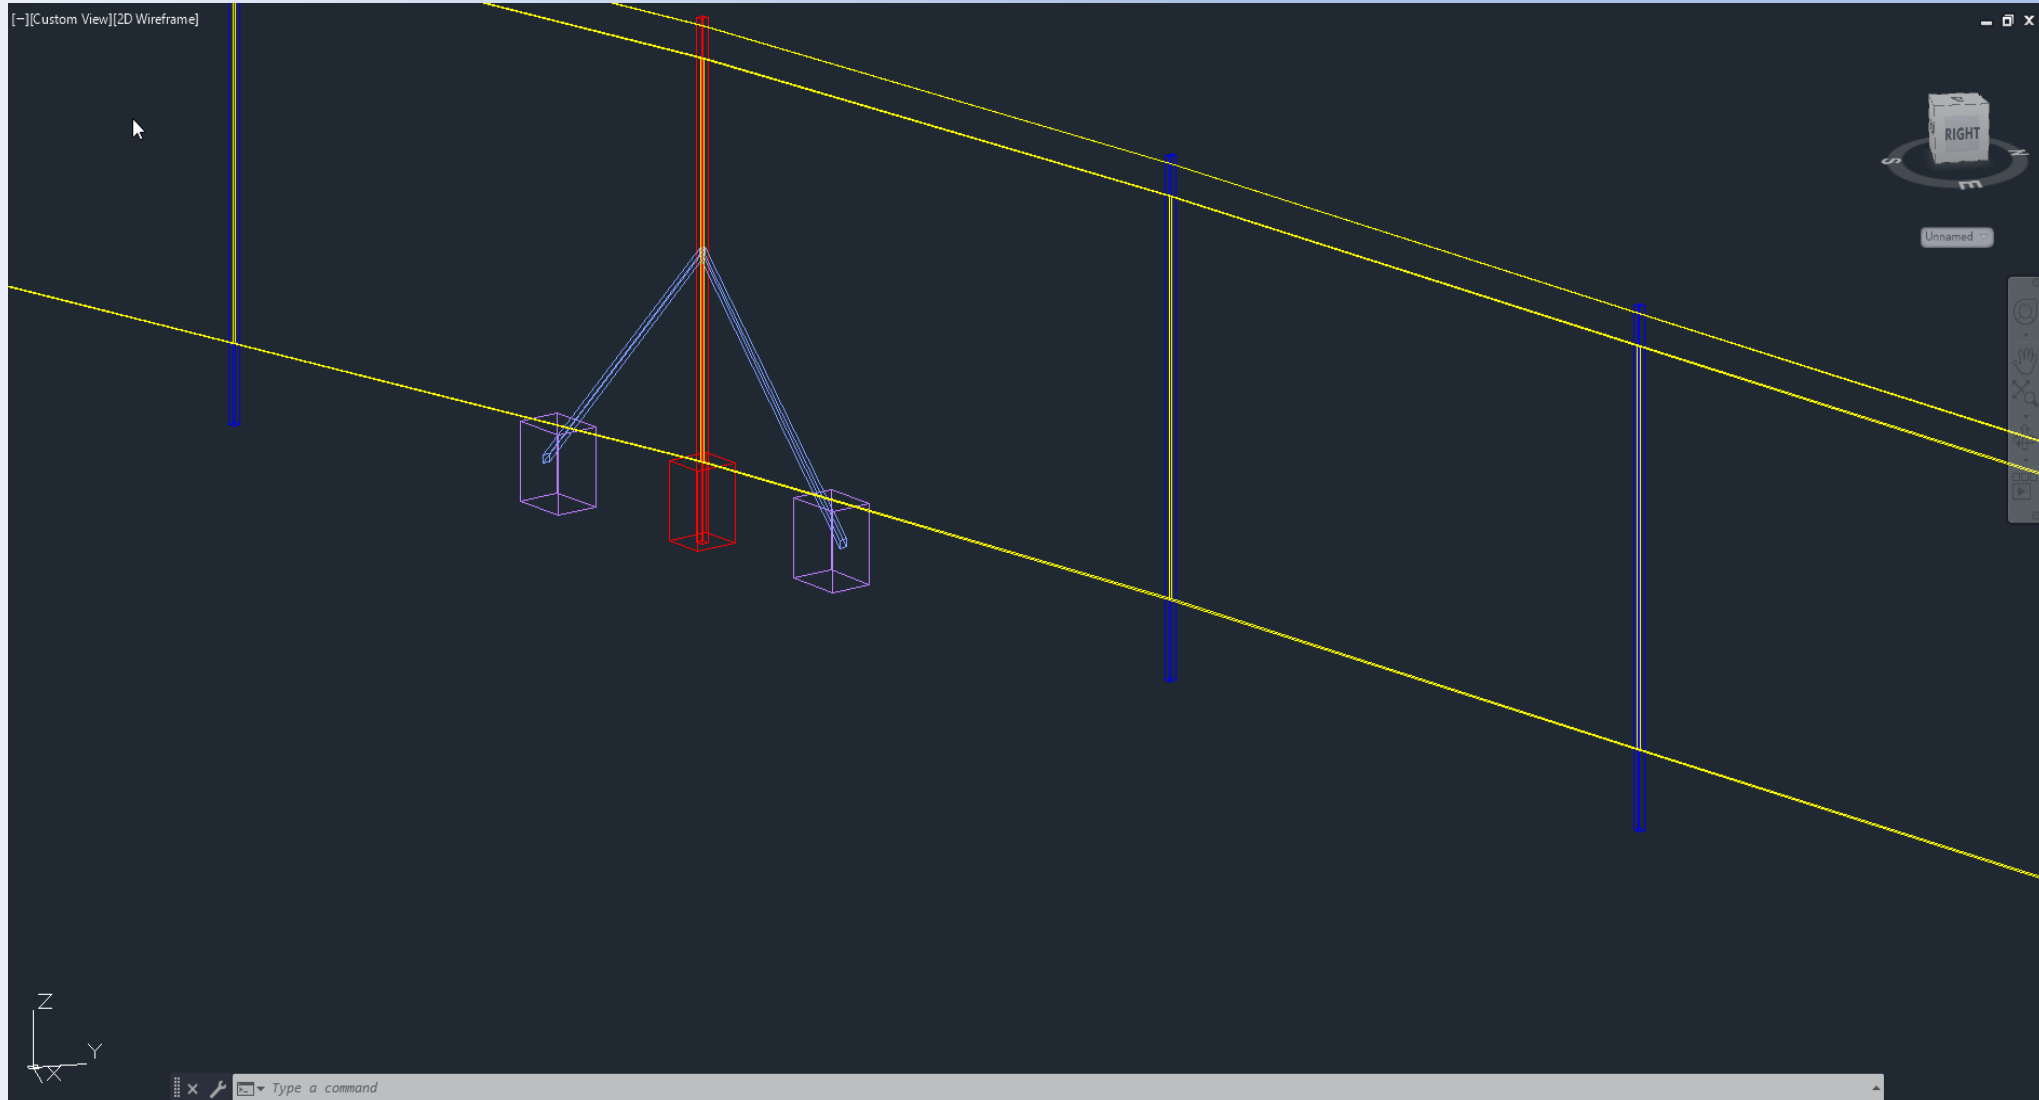 [−][Custom View][2D Wireframe]
RIGHT
S
E
N
Unnamed
Z
Y
X
Type a command